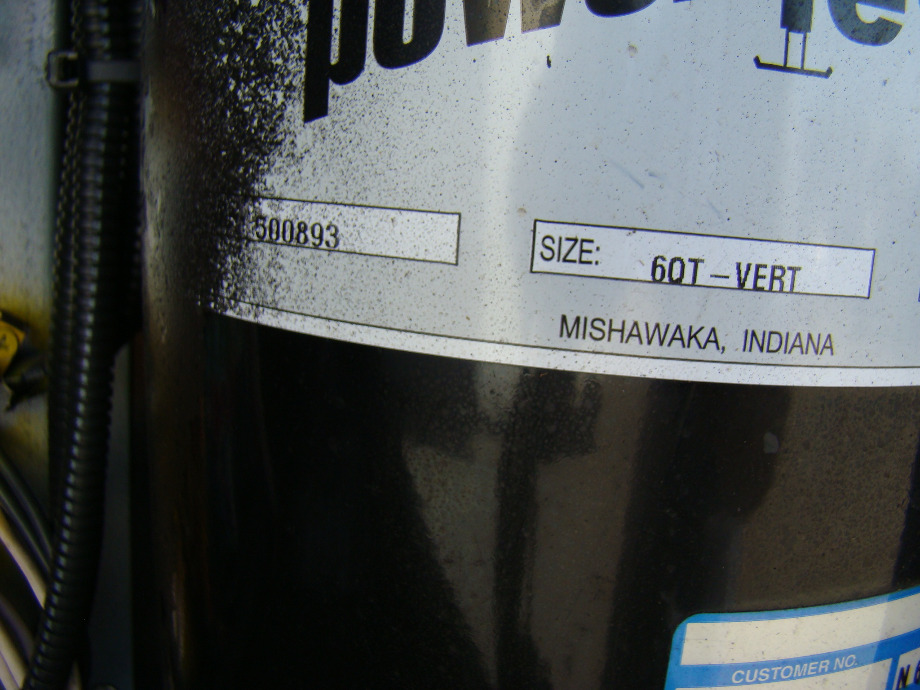 500893
SIZE: 6QT-VERT
MISHAWAKA, INDIANA
CUSTOMER NO.